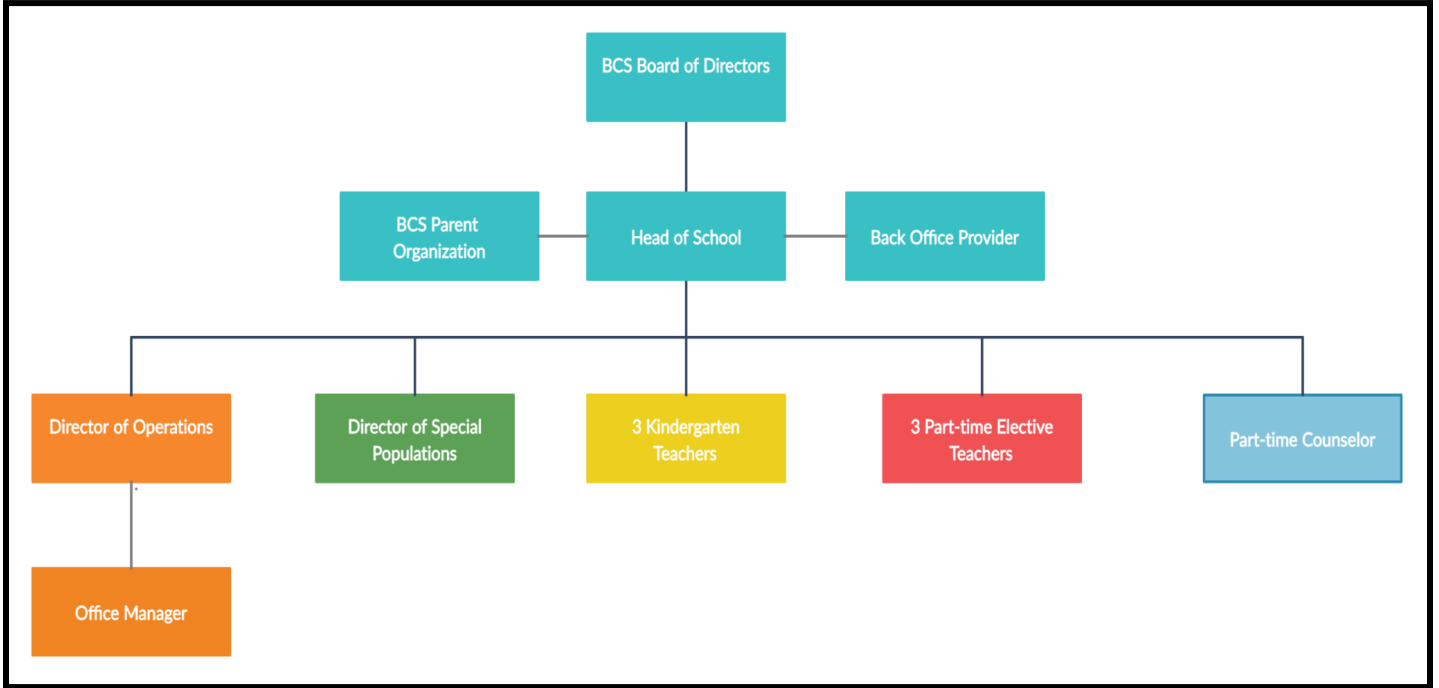 BCS Board of Directors
BCS Parent
Organization
Head of School
Back Office Provider
Director of Operations
Director of Special
Populations
3 Kindergarten
Teachers
3 Part-time Elective
Teachers
Part-time Counselor
Office Manager